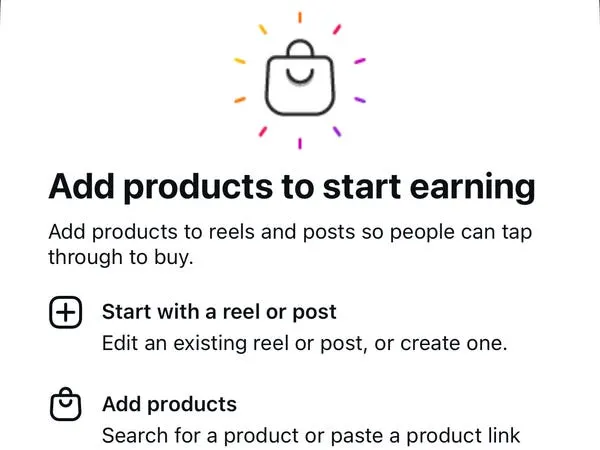 Add products to start earning
Add products to reels and posts so people can tap
through to buy.
Start with a reel or post
Edit an existing reel or post, or create one.
Add products
Search for a product or paste a product link